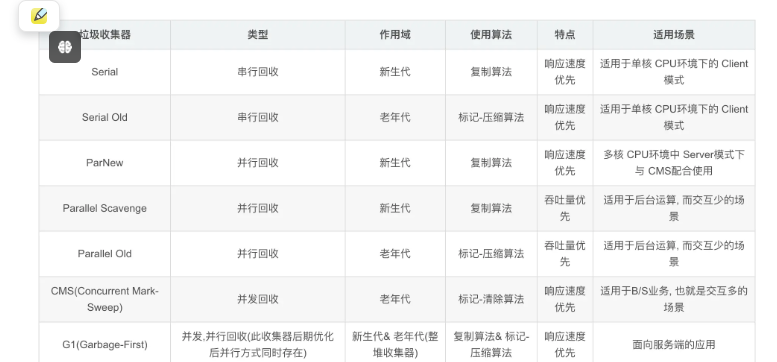 垃圾收集器 类型 作用域 使用算法 特点 适用场景
Serial 串行回收 新生代 复制算法 响应速度优先 适用于单核 CPU环境下的 Client模式
Serial Old 串行回收 老年代 标记-压缩算法 响应速度优先 适用于单核 CPU环境下的 Client模式
ParNew 并行回收 新生代 复制算法 响应速度优先 多核 CPU环境中 Server模式下与 CMS配合使用
Parallel Scavenge 并行回收 新生代 复制算法 吞吐量优先 适用于后台运算, 而交互少的场景
Parallel Old 并行回收 老年代 标记-压缩算法 吞吐量优先 适用于后台运算, 而交互少的场景
CMS(Concurrent Mark-Sweep) 并发回收 老年代 标记-清除算法 响应速度优先 适用于B/S业务, 也就是交互多的场景
G1(Garbage-First) 并发,并行回收(此收集器后期优化后并行方式同时存在) 新生代& 老年代(整堆收集器) 复制算法& 标记-压缩算法 响应速度优先 面向服务端的应用